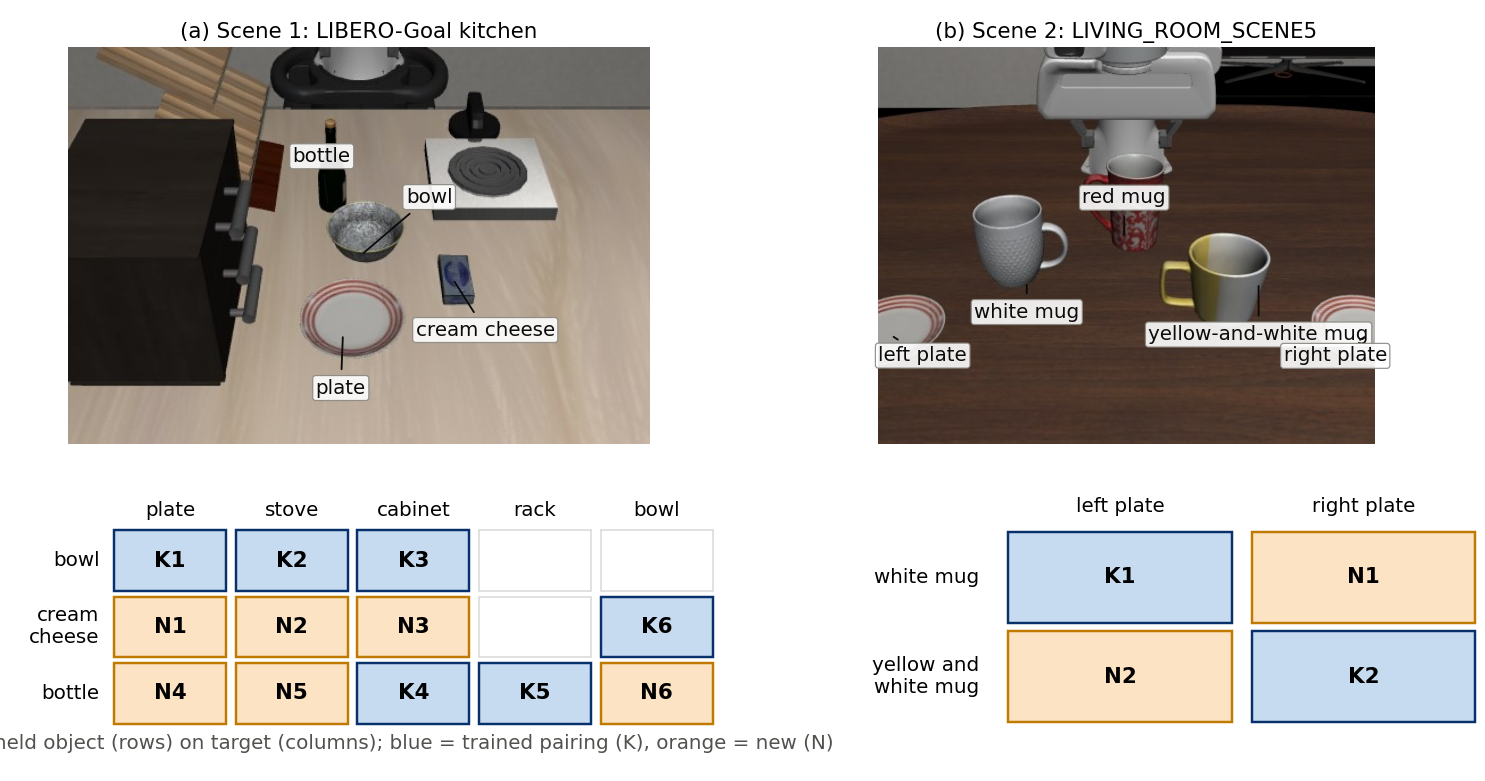 (a) Scene 1: LIBERO-Goal kitchen
bottle
bowl
cream cheese
plate
(b) Scene 2: LIVING_ROOM_SCENE5
red mug
white mug
yellow-and-white mug
left plate
right plate
plate stove cabinet rack bowl
bowl K1 K2 K3
cream
cheese
N1 N2 N3 K6
bottle N4 N5 K4 K5 N6
object (rows) on target (columns); blue = trained pairing (K), orange = new (N)
left plate right plate
white mug K1 N1
yellow and
white mug
N2 K2